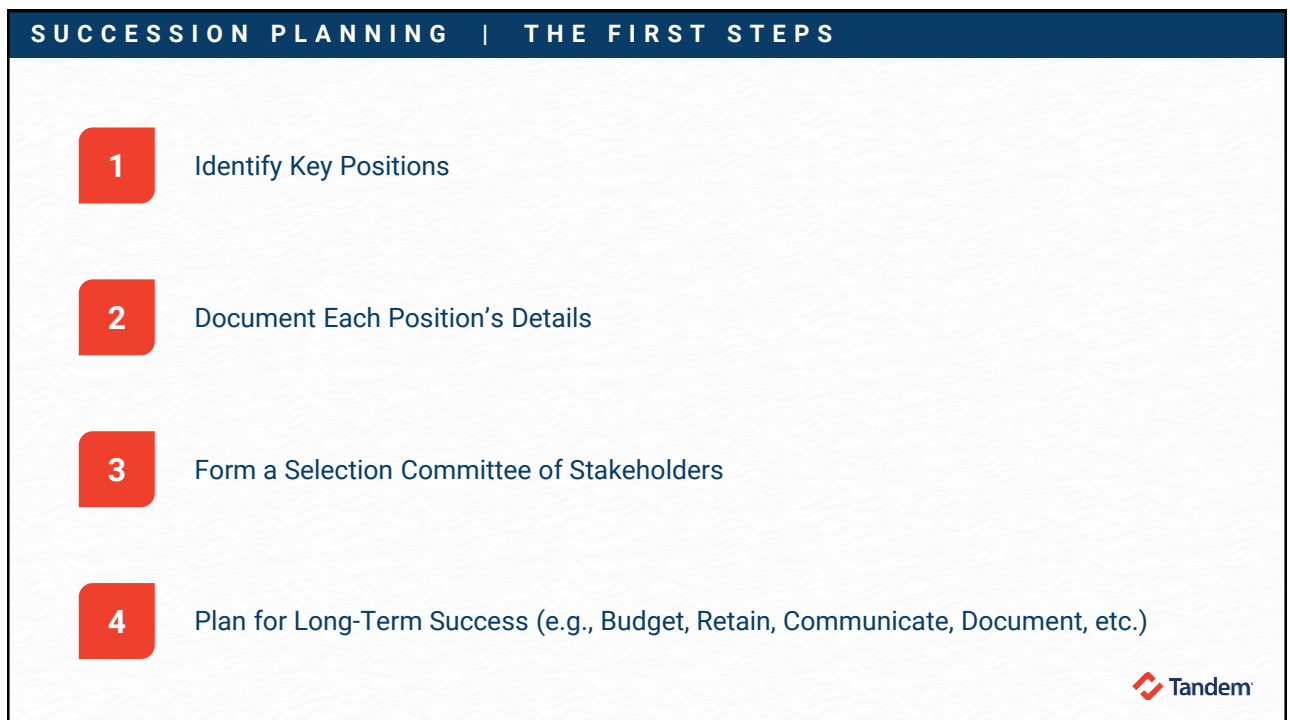 SUCCESSION PLANNING | THE FIRST STEPS
1 Identify Key Positions
2 Document Each Position’s Details
3 Form a Selection Committee of Stakeholders
4 Plan for Long-Term Success (e.g., Budget, Retain, Communicate, Document, etc.)
Tandem